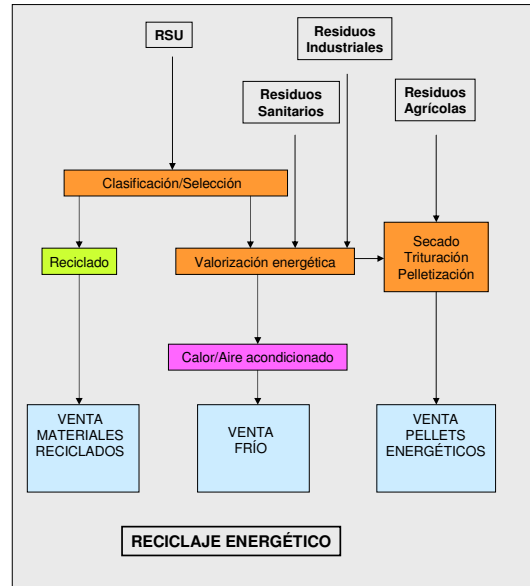 RSU
Residuos
Industriales
Residuos
Sanitarios
Residuos
Agrícolas
Clasificación/Selección
Reciclado
Valorización energética
Secado
Trituración
Pelletización
Calor/Aire acondicionado
VENTA
MATERIALES
RECICLADOS
VENTA
FRÍO
VENTA
PELLETS
ENERGÉTICOS
RECICLAJE ENERGÉTICO